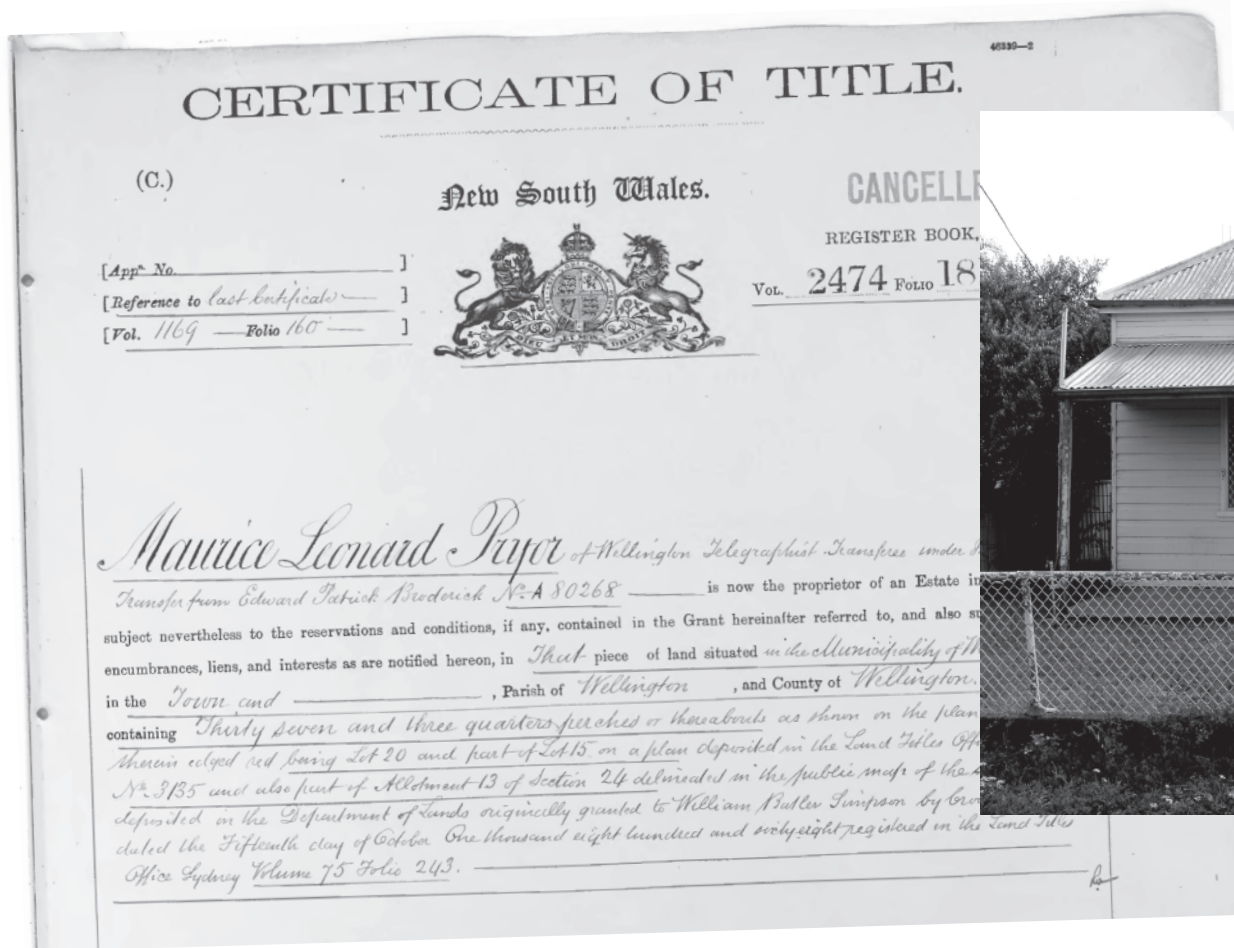 46339—2
CERTIFICATE OF TITLE.
(C.)
New South Wales.
CANCELLE
REGISTER BOOK,
[Appn. No. ]
[Reference to last Certificate ]
[Vol. 1169 Folio 160 ]
Vol. 2474 Folio 18
DIEU ET MON DROIT
Maurice Leonard Pryor of Wellington Telegraphist Transferee under
Transfer from Edward Patrick Broderick No. A 80268 is now the proprietor of an Estate in
subject nevertheless to the reservations and conditions, if any, contained in the Grant hereinafter referred to, and also su
encumbrances, liens, and interests as are notified hereon, in That piece of land situated in the Municipality of W
in the Town and , Parish of Wellington , and County of Wellington.
containing Thirty seven and three quarters perches or thereabouts as shown on the plan
therein edged red being Lot 20 and part of Lot 15 on a plan deposited in the Land Titles Offi
No. 3135 and also part of Allotment 13 of Section 24 delineated in the public map of the
deposited in the Department of Lands originally granted to William Butler Simpson by Crow
dated the Fifteenth day of October One thousand eight hundred and sixty eight registered in the Land Titles
Office Sydney Volume 75 Folio 243.